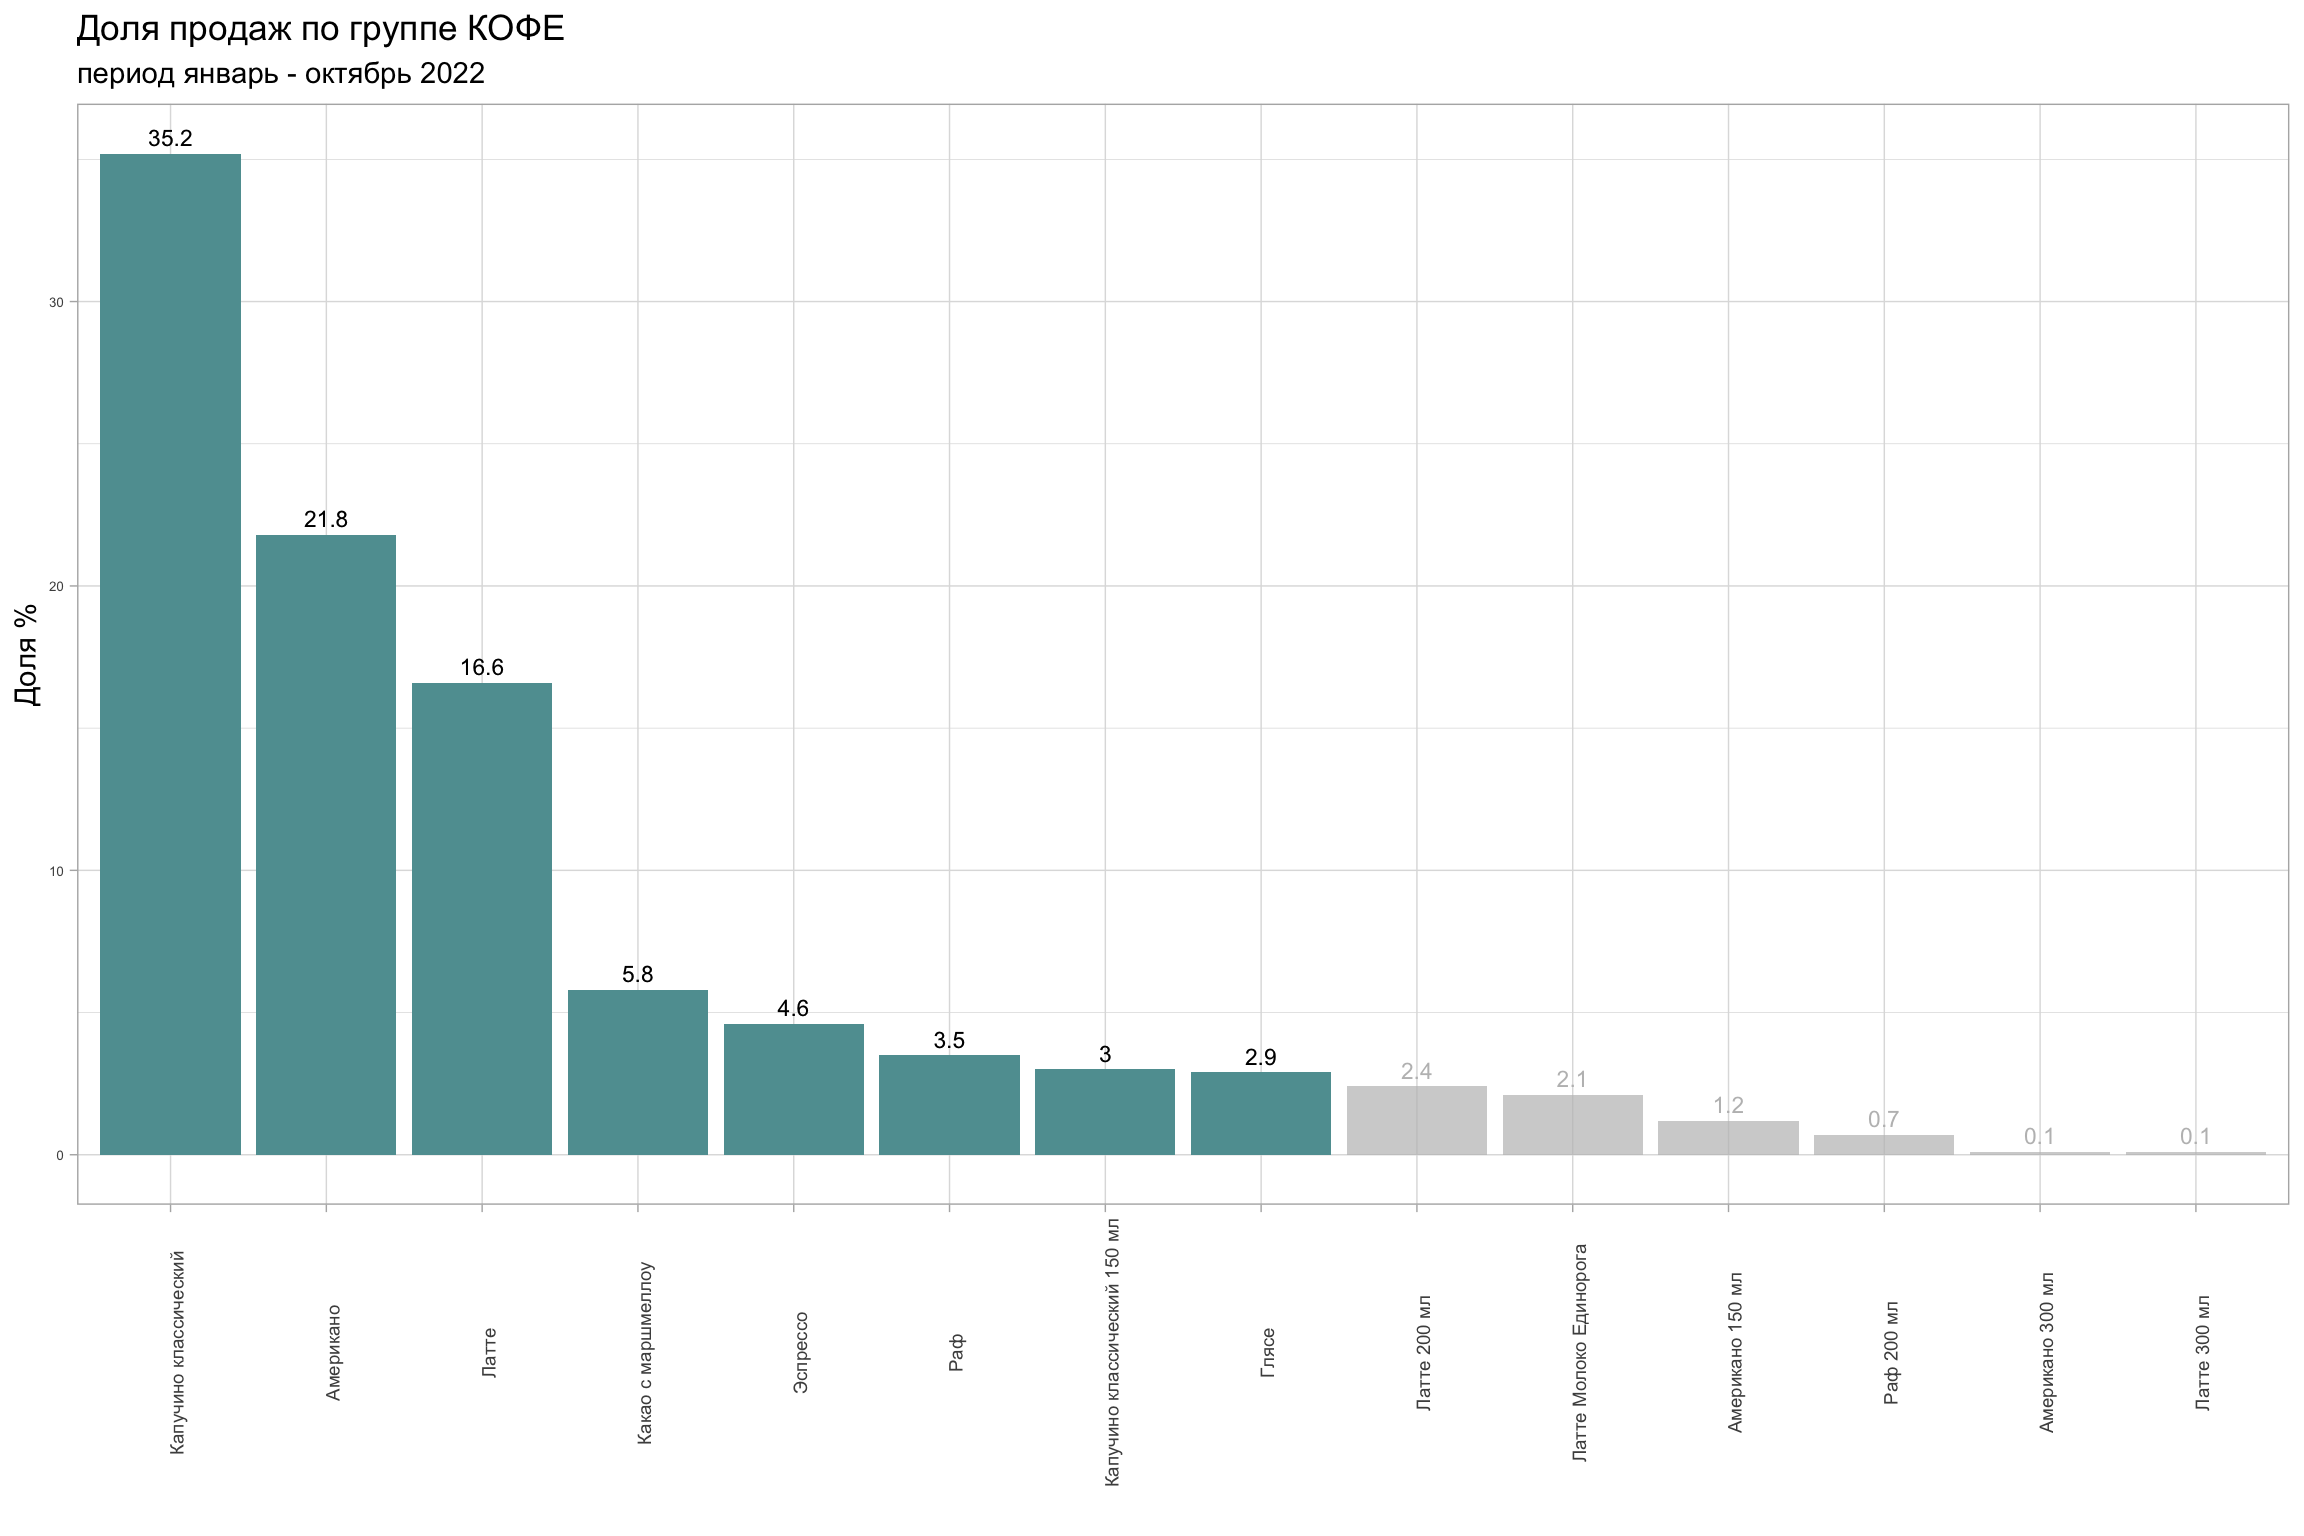 Доля продаж по группе КОФЕ
период январь - октябрь 2022
Доля %
30
20
10
0
35.2
21.8
16.6
5.8
4.6
3.5
3
2.9
2.4
2.1
1.2
0.7
0.1
0.1
Капучино классический
Американо
Латте
Какао с маршмеллоу
Эспрессо
Раф
Капучино классический 150 мл
Глясе
Латте 200 мл
Латте Молоко Единорога
Американо 150 мл
Раф 200 мл
Американо 300 мл
Латте 300 мл